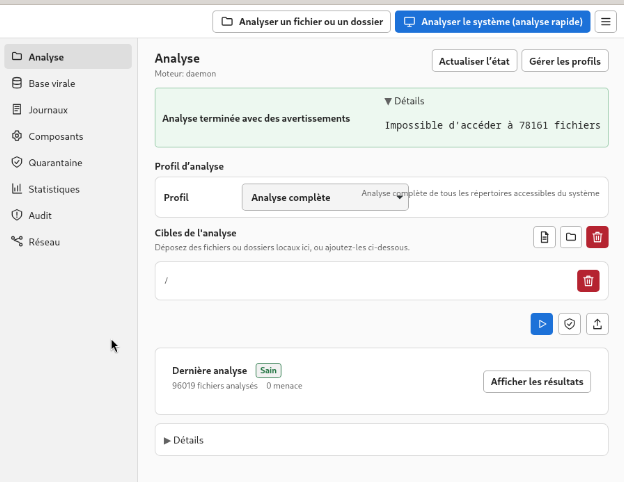 Analyser un fichier ou un dossier
Analyser le système (analyse rapide)
Analyse
Base virale
Journaux
Composants
Quarantaine
Statistiques
Audit
Réseau
Analyse
Moteur: daemon
Actualiser l’état
Gérer les profils
Analyse terminée avec des avertissements
▼ Détails
Impossible d'accéder à 78161 fichiers
Profil d’analyse
Profil
Analyse complète
Analyse complète de tous les répertoires accessibles du système
Cibles de l'analyse
Déposez des fichiers ou dossiers locaux ici, ou ajoutez-les ci-dessous.
/
Dernière analyse
Sain
96019 fichiers analysés 0 menace
Afficher les résultats
▶ Détails